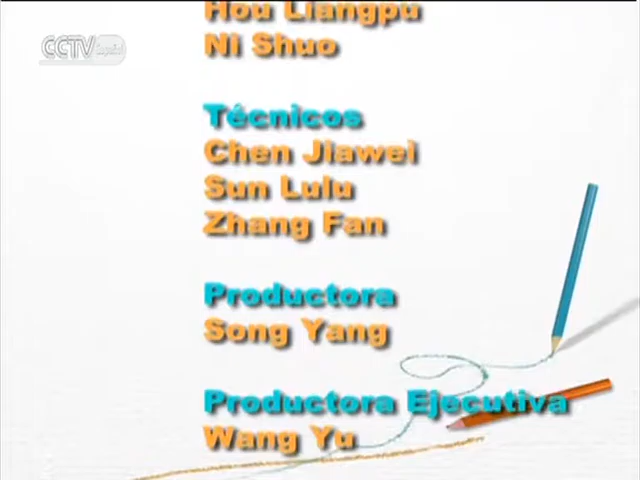 Hou Liangpu
CCTV Español
Ni Shuo
Técnicos
Chen Jiawei
Sun Lulu
Zhang Fan
Productora
Song Yang
Productora Ejecutiva
Wang Yu